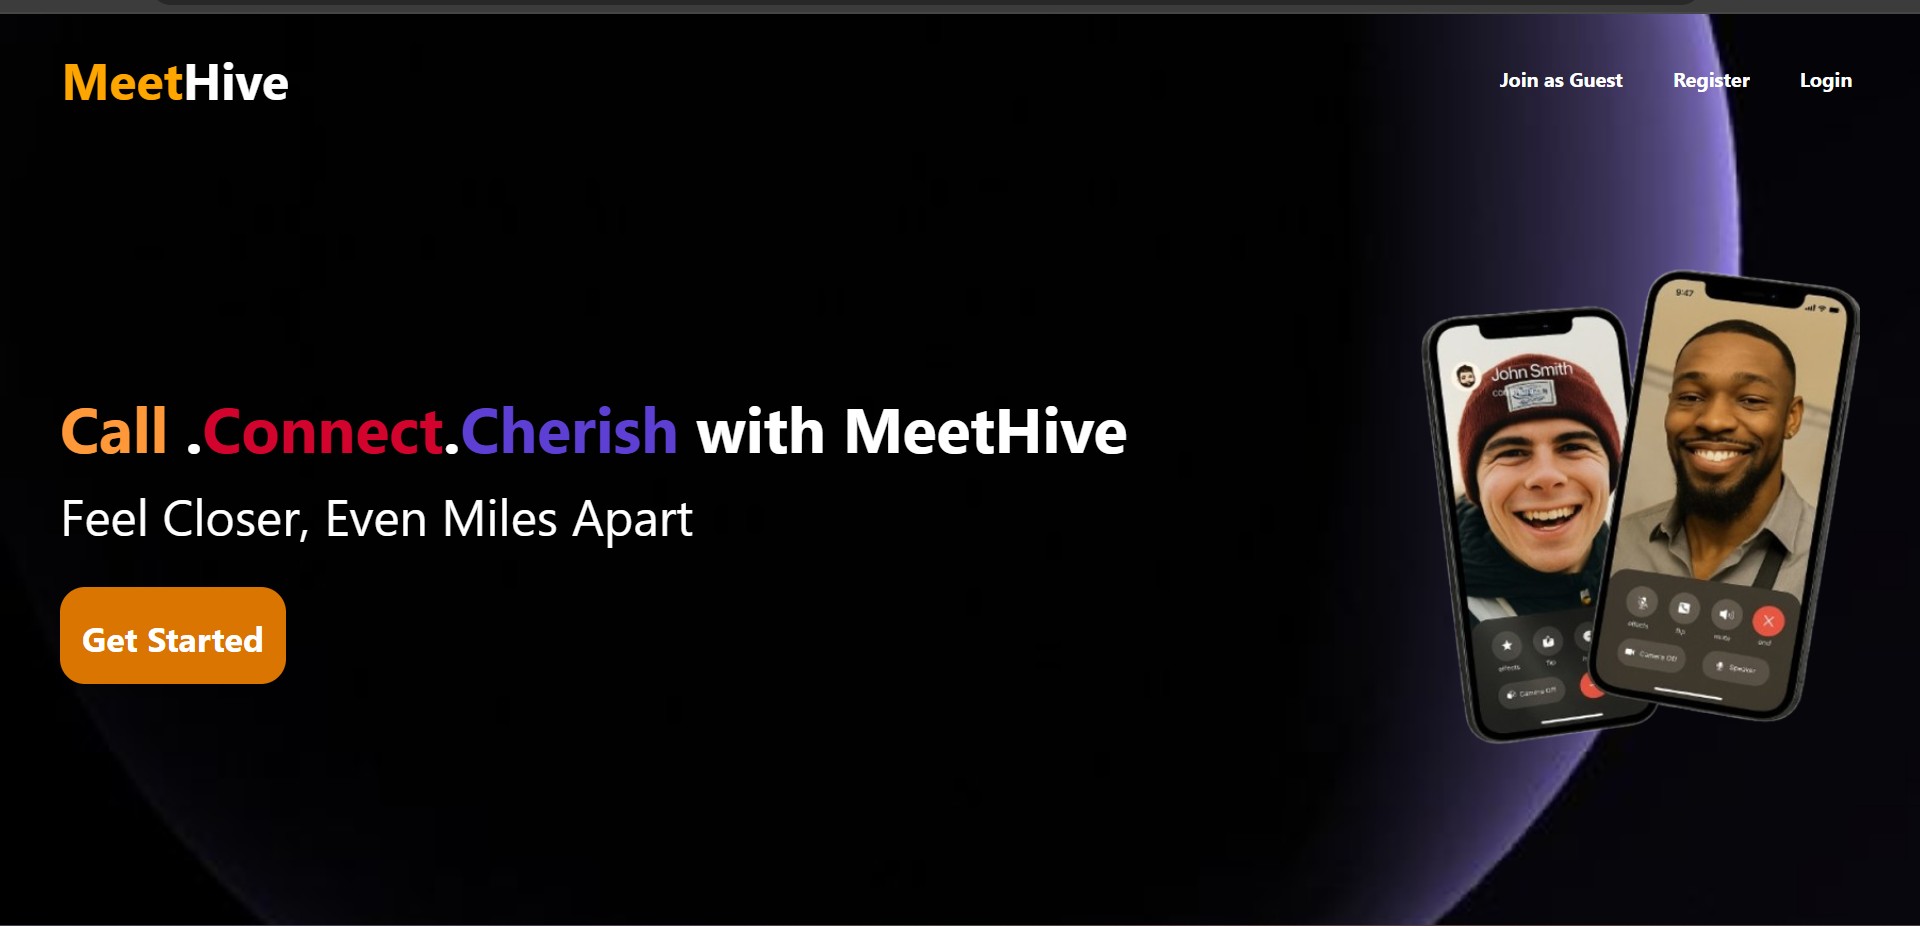 MeetHive
Join as Guest
Register
Login
Call .Connect.Cherish with MeetHive
Feel Closer, Even Miles Apart
Get Started
John Smith
effects
flip
Camera Off
9:47
effects
flip
mute
end
Camera Off
Speaker